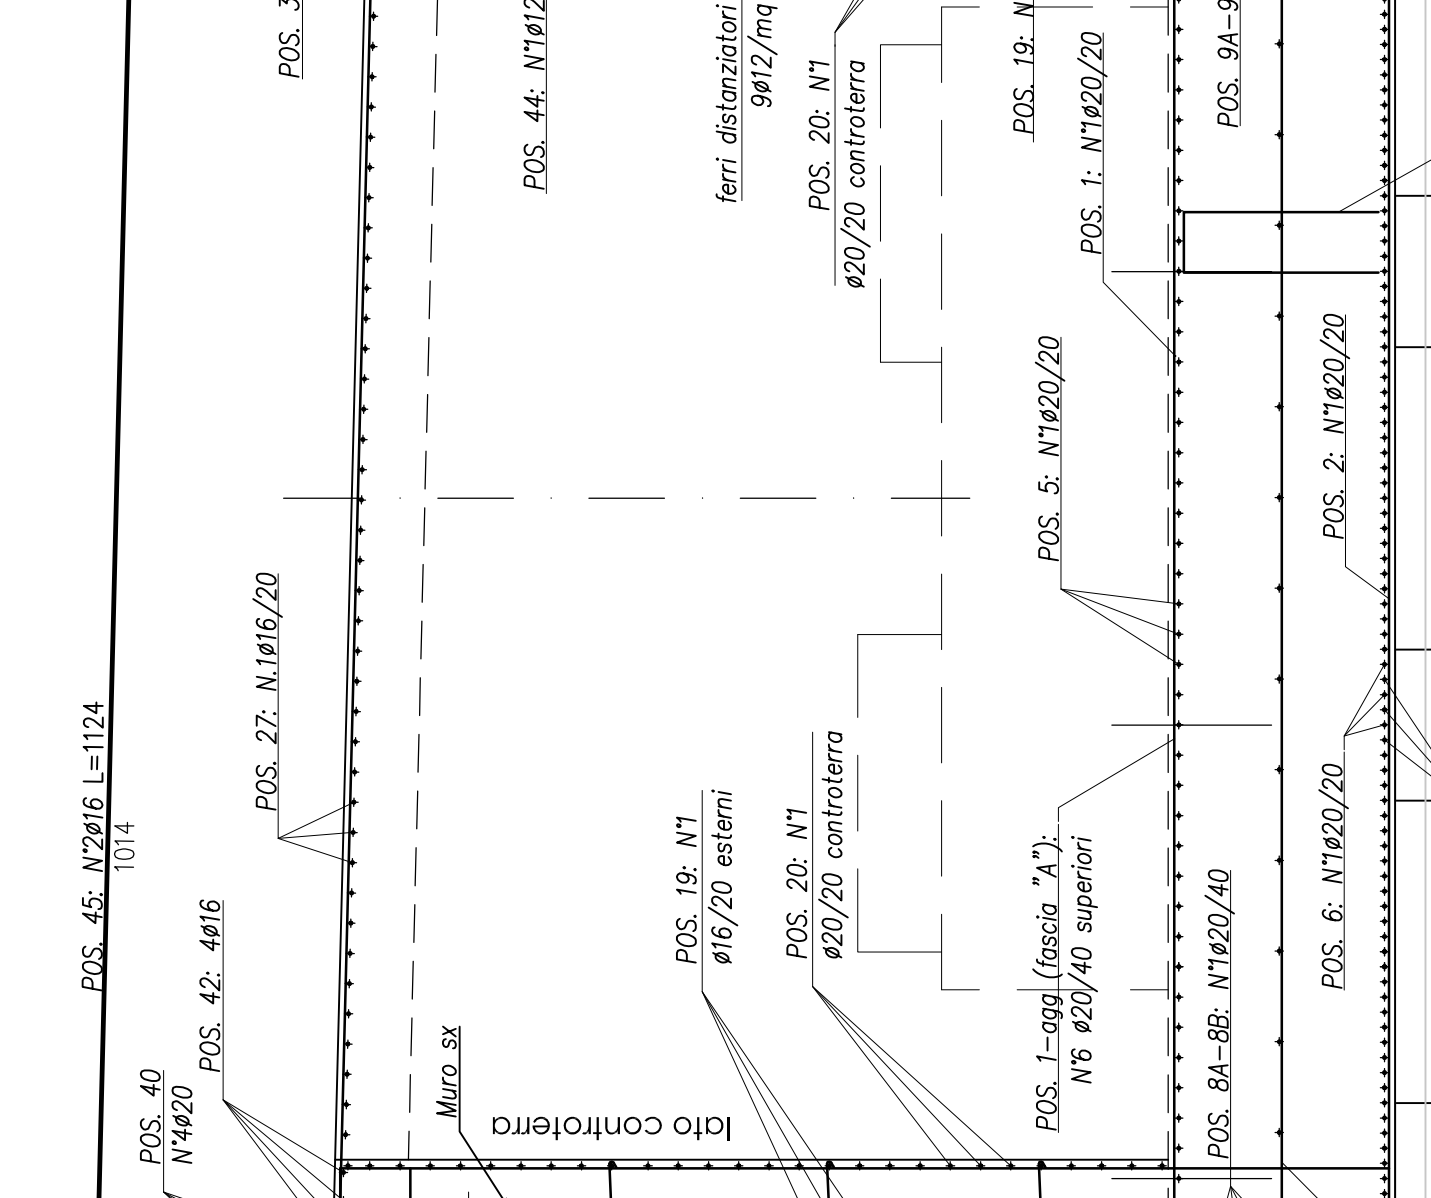 POS. 3
POS. 44: N°1ø12
ferri distanziatori
9ø12/mq
POS. 20: N°1
ø20/20 controterra
POS. 19: N
POS. 1: N°1ø20/20
POS. 9A-9
POS. 45: N°2ø16 L=1124
1014
POS. 27: N.1ø16/20
POS. 5: N°1ø20/20
POS. 2: N°1ø20/20
POS. 40
N°4ø20
POS. 42: 4ø16
Muro sx
lato controterra
POS. 19: N°1
ø16/20 esterni
POS. 20: N°1
ø20/20 controterra
POS. 1-agg (fascia "A"):
N°6 ø20/40 superiori
POS. 8A-8B: N°1ø20/40
POS. 6: N°1ø20/20